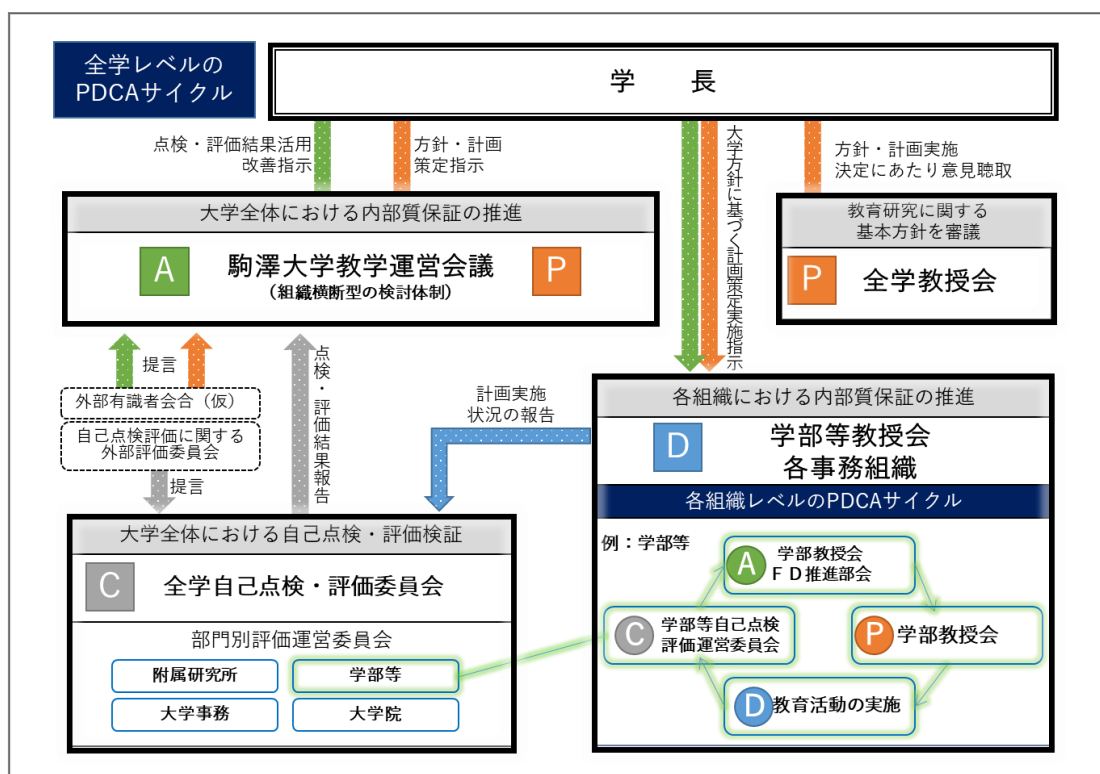 全学レベルの
PDCAサイクル
学　長
点検・評価結果活用
改善指示
方針・計画
策定指示
大学方針に基づく計画策定実施指示
方針・計画実施
決定にあたり意見聴取
大学全体における内部質保証の推進
A
駒澤大学教学運営会議
（組織横断型の検討体制）
P
教育研究に関する
基本方針を審議
P
全学教授会
提言
外部有識者会合（仮）
自己点検評価に関する
外部評価委員会
提言
点検・評価結果報告
計画実施
状況の報告
各組織における内部質保証の推進
D
学部等教授会
各事務組織
各組織レベルのPDCAサイクル
例：学部等
A
学部教授会
ＦＤ推進部会
C
学部等自己点検
評価運営委員会
P
学部教授会
D
教育活動の実施
大学全体における自己点検・評価検証
C
全学自己点検・評価委員会
部門別評価運営委員会
附属研究所
学部等
大学事務
大学院